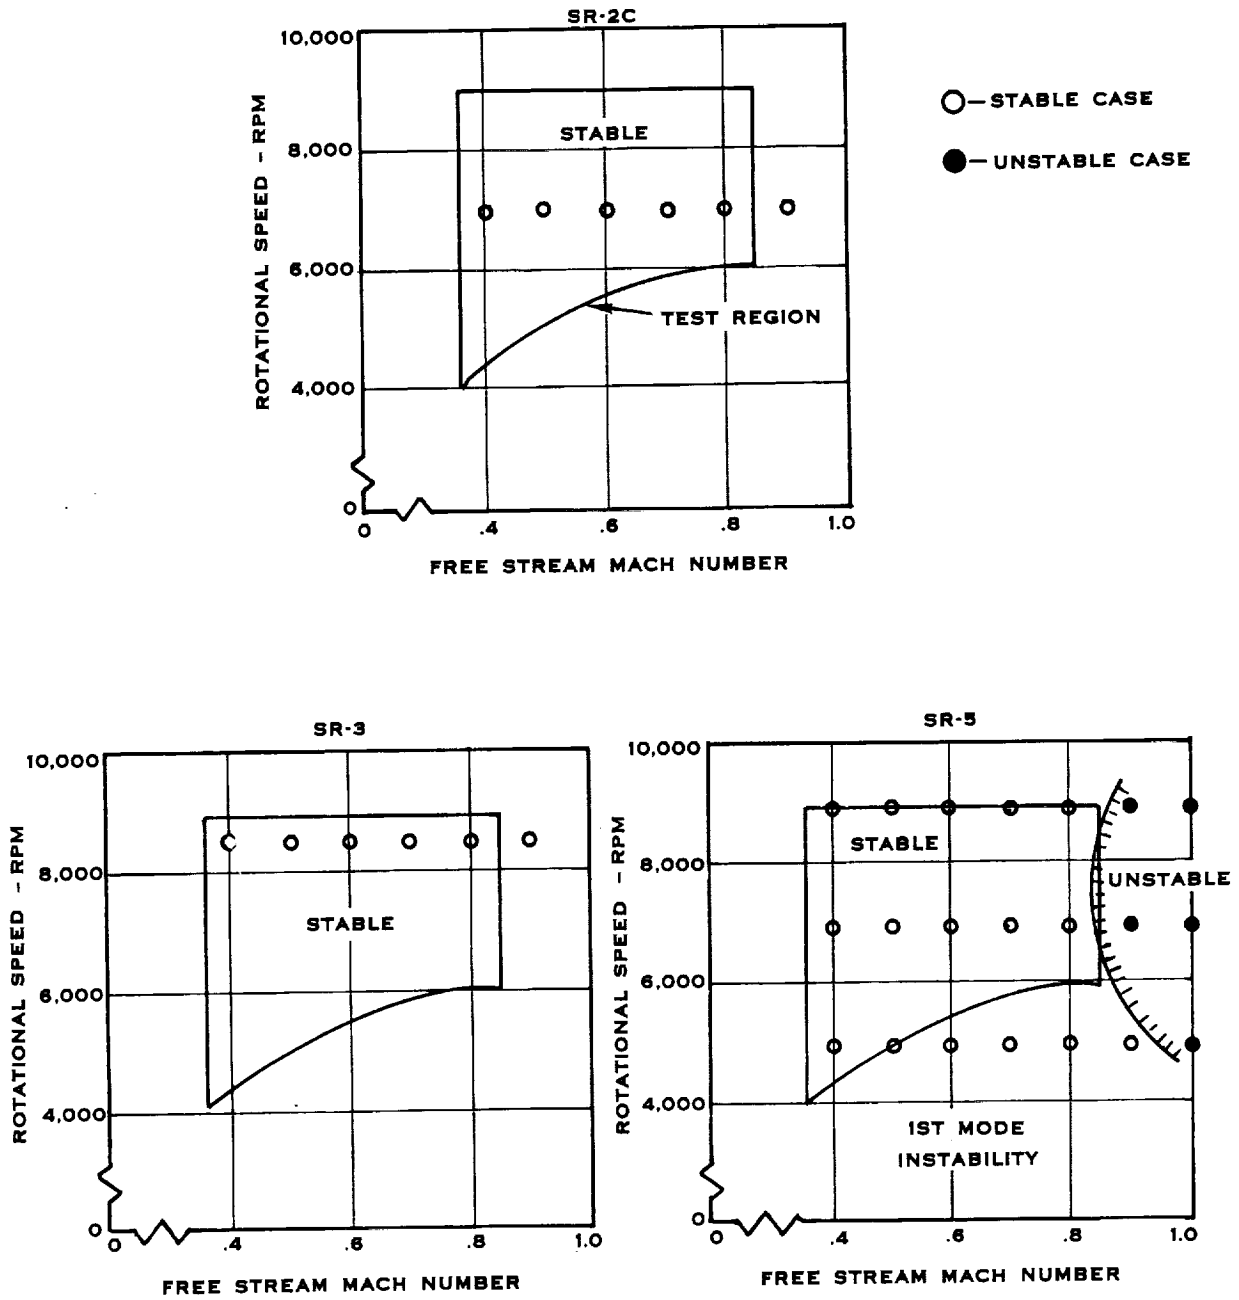 SR-2C
10,000
8,000
6,000
4,000
0
ROTATIONAL SPEED - RPM
STABLE
TEST REGION
0 .4 .6 .8 1.0
FREE STREAM MACH NUMBER
O-STABLE CASE
●-UNSTABLE CASE
SR-3
10,000
8,000
6,000
4,000
0
ROTATIONAL SPEED - RPM
STABLE
0 .4 .6 .8 1.0
FREE STREAM MACH NUMBER
SR-5
10,000
8,000
6,000
4,000
0
ROTATIONAL SPEED - RPM
STABLE
UNSTABLE
1ST MODE
INSTABILITY
0 .4 .6 .8 1.0
FREE STREAM MACH NUMBER